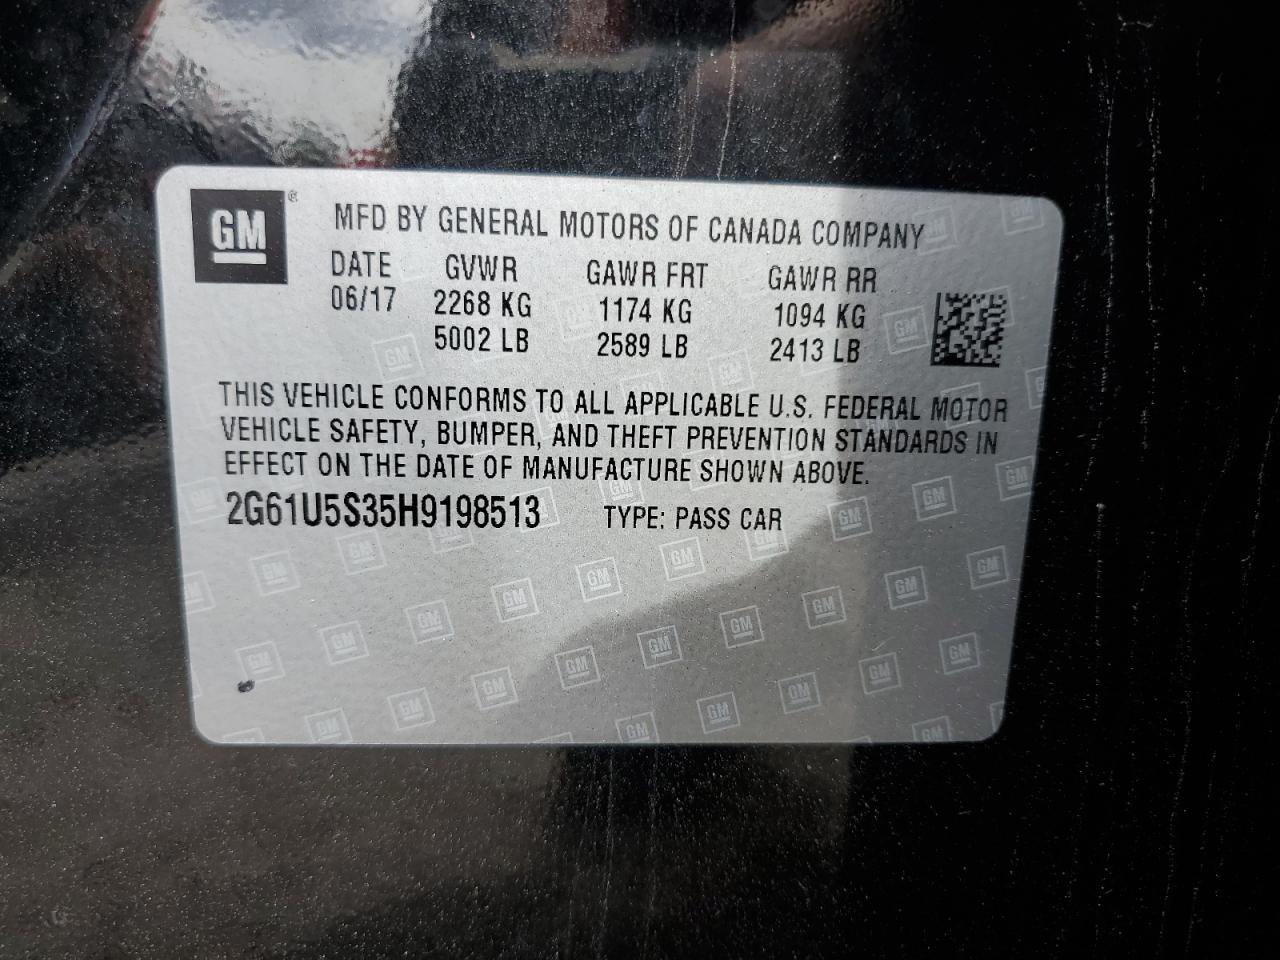 GM®
MFD BY GENERAL MOTORS OF CANADA COMPANY
DATE GVWR GAWR FRT GAWR RR
06/17 2268 KG 1174 KG 1094 KG
5002 LB 2589 LB 2413 LB
THIS VEHICLE CONFORMS TO ALL APPLICABLE U.S. FEDERAL MOTOR
VEHICLE SAFETY, BUMPER, AND THEFT PREVENTION STANDARDS IN
EFFECT ON THE DATE OF MANUFACTURE SHOWN ABOVE.
2G61U5S35H9198513 TYPE: PASS CAR